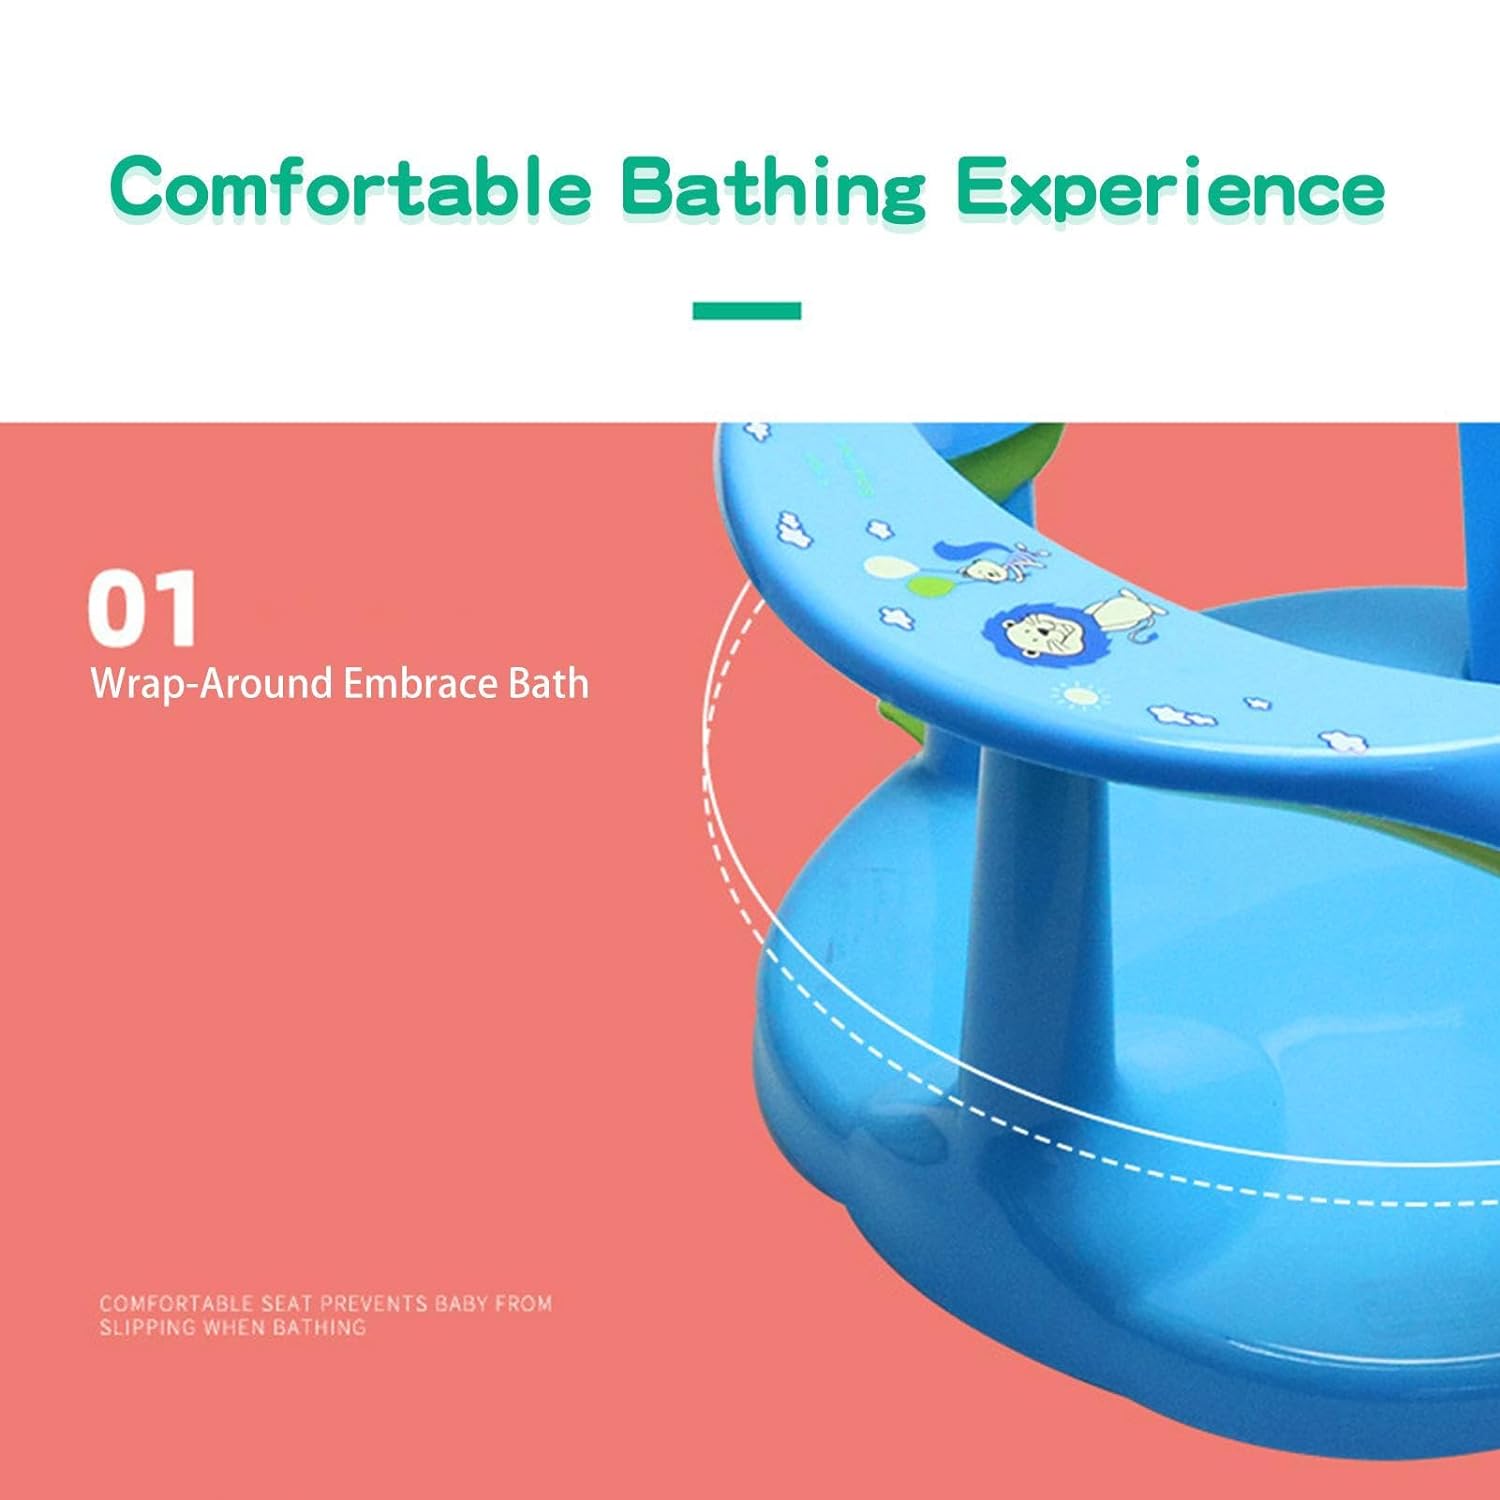 Comfortable Bathing Experience
01
Wrap-Around Embrace Bath
COMFORTABLE SEAT PREVENTS BABY FROM
SLIPPING WHEN BATHING